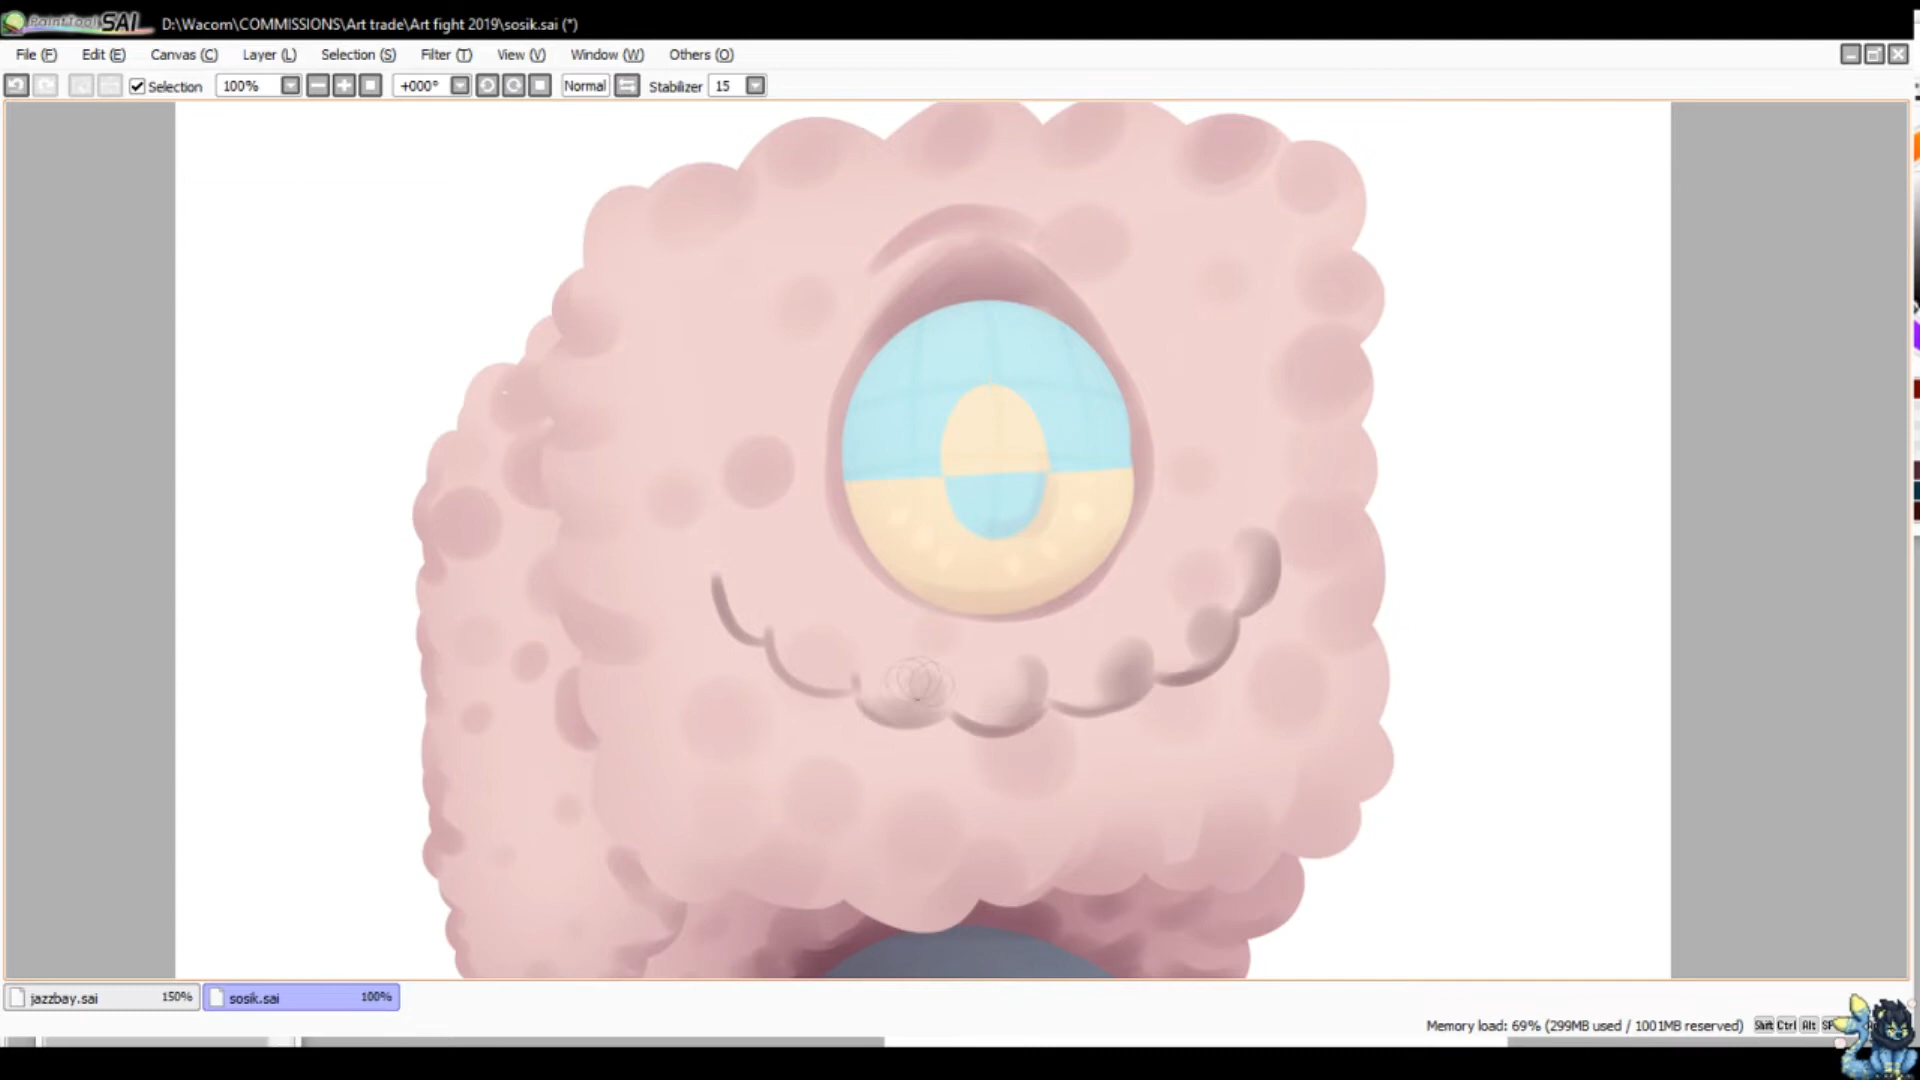 PaintTool SAI D:\Wacom\COMMISSIONS\Art trade\Art fight 2019\sosik.sai (*)
File (F) Edit (E) Canvas (C) Layer (L) Selection (S) Filter (T) View (V) Window (W) Others (O)
Selection 100% +000° Normal Stabilizer 15
jazzbay.sai 150% sosik.sai 100%
Memory load: 69% (299MB used / 1001MB reserved) Shift Ctrl Alt